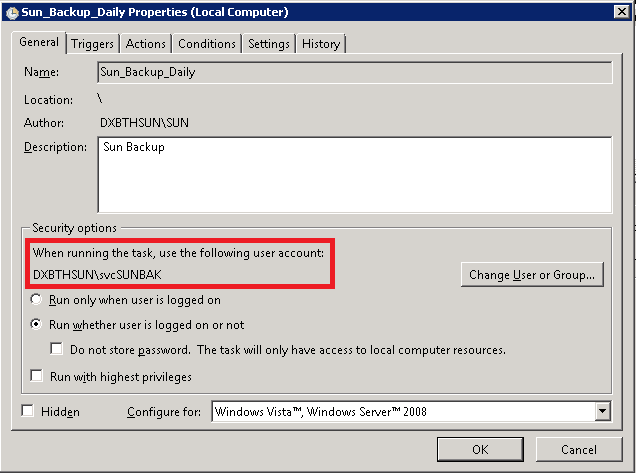 Sun_Backup_Daily Properties (Local Computer)
General Triggers Actions Conditions Settings History
Name: Sun_Backup_Daily
Location: \
Author: DXBTHSUN\SUN
Description: Sun Backup
Security options
When running the task, use the following user account:
DXBTHSUN\svcSUNBAK
Change User or Group...
Run only when user is logged on
Run whether user is logged on or not
Do not store password. The task will only have access to local computer resources.
Run with highest privileges
Hidden Configure for: Windows Vista™, Windows Server™ 2008
OK Cancel